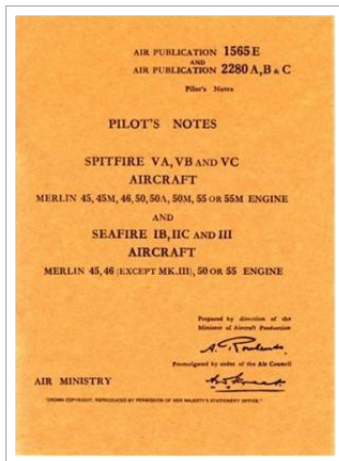 AIR PUBLICATION 1565 E
AND
AIR PUBLICATION 2280 A, B & C
Pilot's Notes
PILOT'S NOTES
SPITFIRE VA, VB AND VC
AIRCRAFT
MERLIN 45, 45M, 46, 50, 50A, 50M, 55 OR 55M ENGINE
AND
SEAFIRE IB, IIC AND III
AIRCRAFT
MERLIN 45, 46 (EXCEPT MK.III), 50 OR 55 ENGINE
Prepared by direction of the
Minister of Aircraft Production
A. Rowlands
Promulgated by order of the Air Council
AIR MINISTRY
"CROWN COPYRIGHT. REPRODUCED BY PERMISSION OF HER MAJESTY'S STATIONERY OFFICE."